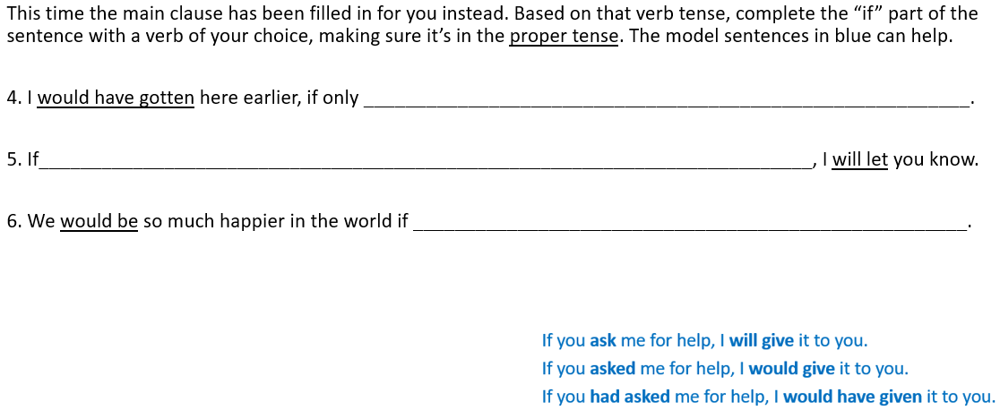 This time the main clause has been filled in for you instead. Based on that verb tense, complete the “if” part of the
sentence with a verb of your choice, making sure it’s in the proper tense. The model sentences in blue can help.
4. I would have gotten here earlier, if only ______________________________________________________________.
5. If_______________________________________________________________________________, I will let you know.
6. We would be so much happier in the world if _________________________________________________________.
If you ask me for help, I will give it to you.
If you asked me for help, I would give it to you.
If you had asked me for help, I would have given it to you.